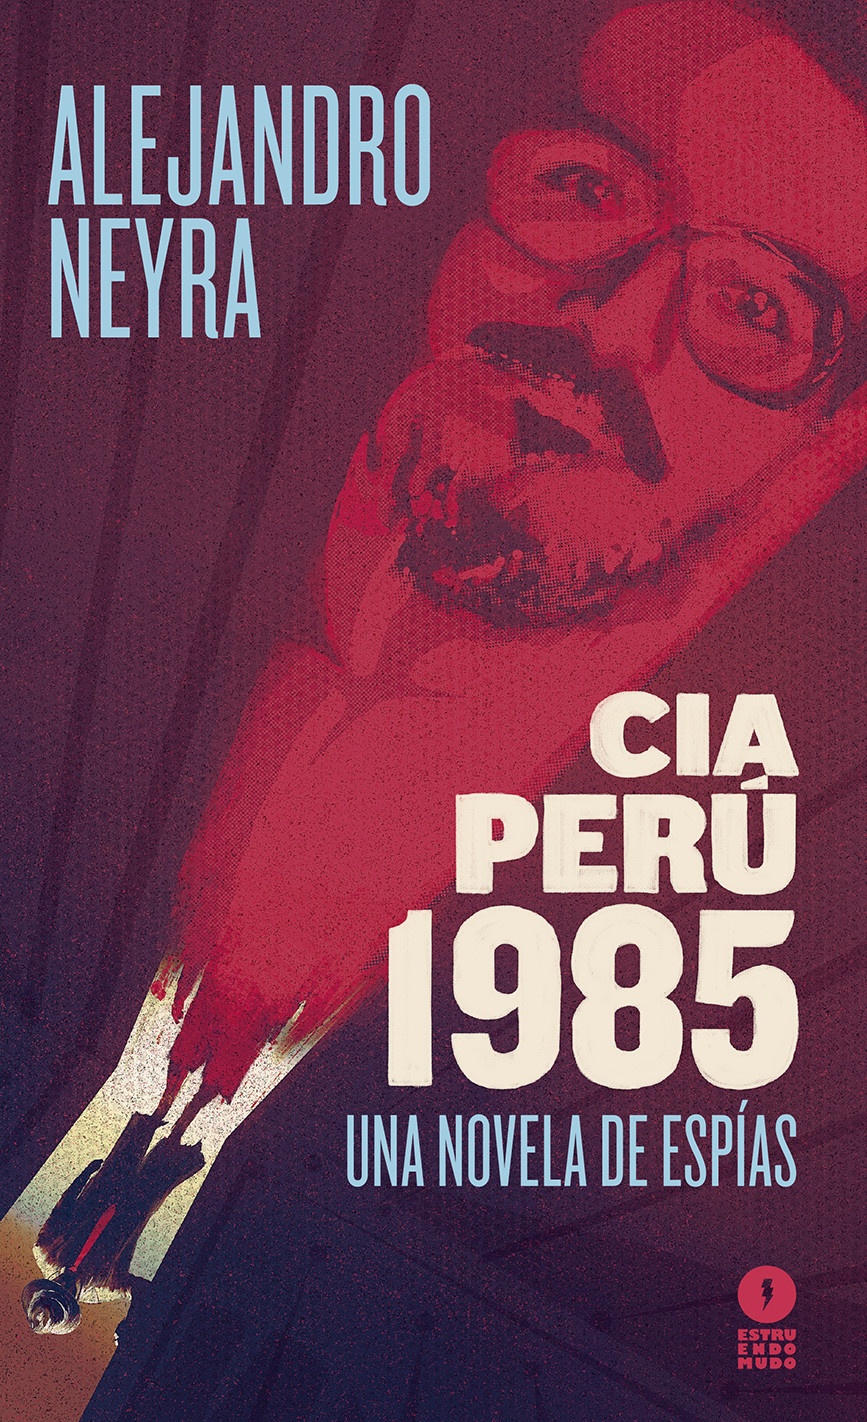 ALEJANDRO
NEYRA
CIA
PERÚ
1985
UNA NOVELA DE ESPÍAS
ESTRU
ENDO
MUDO